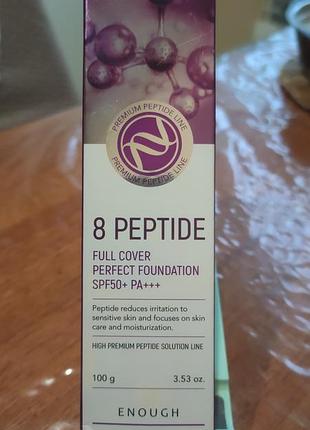 PREMIUM PEPTIDE LINE
PREMIUM PEPTIDE LINE
8 PEPTIDE
FULL COVER
PERFECT FOUNDATION
SPF50+ PA+++
Peptide reduces irritation to
sensitive skin and focuses on skin
care and moisturization.
HIGH PREMIUM PEPTIDE SOLUTION LINE
100 g 3.53 oz.
ENOUGH